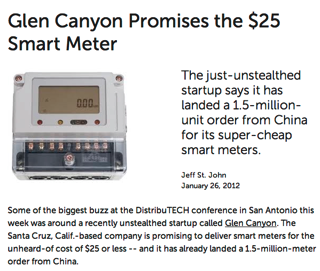 Glen Canyon Promises the $25
Smart Meter
0.00
The just-unstealthed
startup says it has
landed a 1.5-million-
unit order from China
for its super-cheap
smart meters.
Jeff St. John
January 26, 2012
Some of the biggest buzz at the DistribuTECH conference in San Antonio this
week was around a recently unstealthed startup called Glen Canyon. The
Santa Cruz, Calif.-based company is promising to deliver smart meters for the
unheard-of cost of $25 or less -- and it has already landed a 1.5-million-meter
order from China.